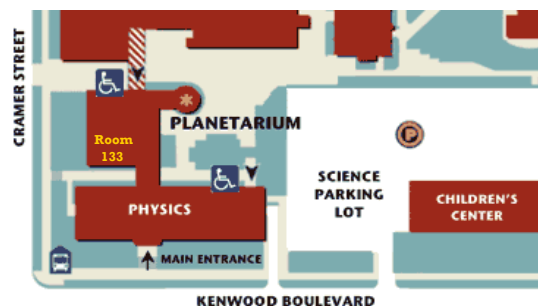 CRAMER STREET
PLANETARIUM
Room
133
SCIENCE
PARKING
LOT
P
PHYSICS
CHILDREN'S
CENTER
MAIN ENTRANCE
KENWOOD BOULEVARD